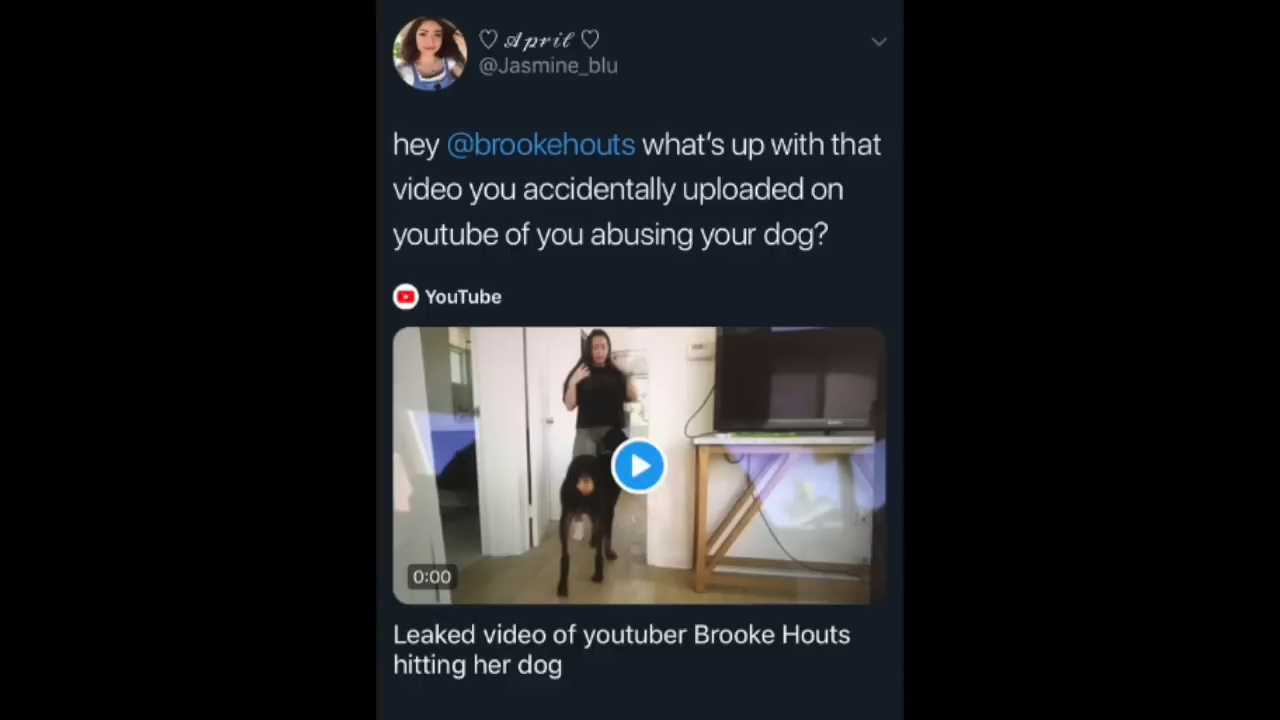 ♡ 𝒜𝓅𝓇𝒾𝓁 ♡
@Jasmine_blu
hey @brookehouts what's up with that
video you accidentally uploaded on
youtube of you abusing your dog?
YouTube
0:00
Leaked video of youtuber Brooke Houts
hitting her dog